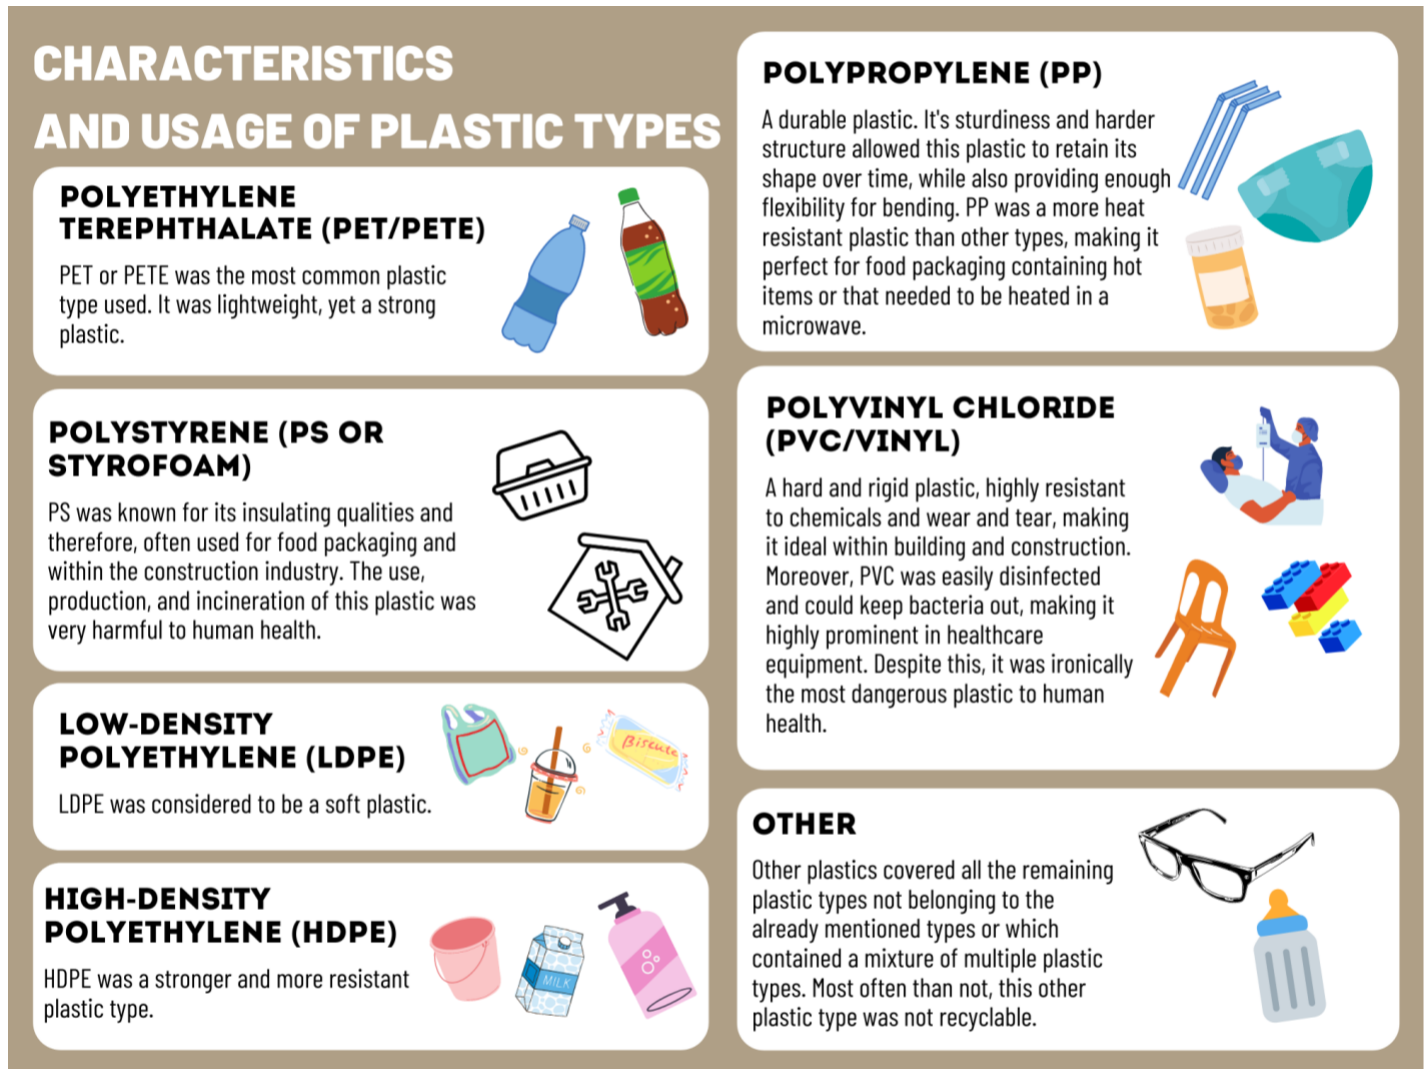 CHARACTERISTICS
AND USAGE OF PLASTIC TYPES
POLYETHYLENE
TEREPHTHALATE (PET/PETE)
PET or PETE was the most common plastic
type used. It was lightweight, yet a strong
plastic.
POLYSTYRENE (PS OR
STYROFOAM)
PS was known for its insulating qualities and
therefore, often used for food packaging and
within the construction industry. The use,
production, and incineration of this plastic was
very harmful to human health.
LOW-DENSITY
POLYETHYLENE (LDPE)
LDPE was considered to be a soft plastic.
Biscute
HIGH-DENSITY
POLYETHYLENE (HDPE)
HDPE was a stronger and more resistant
plastic type.
MILK
POLYPROPYLENE (PP)
A durable plastic. It's sturdiness and harder
structure allowed this plastic to retain its
shape over time, while also providing enough
flexibility for bending. PP was a more heat
resistant plastic than other types, making it
perfect for food packaging containing hot
items or that needed to be heated in a
microwave.
POLYVINYL CHLORIDE
(PVC/VINYL)
A hard and rigid plastic, highly resistant
to chemicals and wear and tear, making
it ideal within building and construction.
Moreover, PVC was easily disinfected
and could keep bacteria out, making it
highly prominent in healthcare
equipment. Despite this, it was ironically
the most dangerous plastic to human
health.
OTHER
Other plastics covered all the remaining
plastic types not belonging to the
already mentioned types or which
contained a mixture of multiple plastic
types. Most often than not, this other
plastic type was not recyclable.